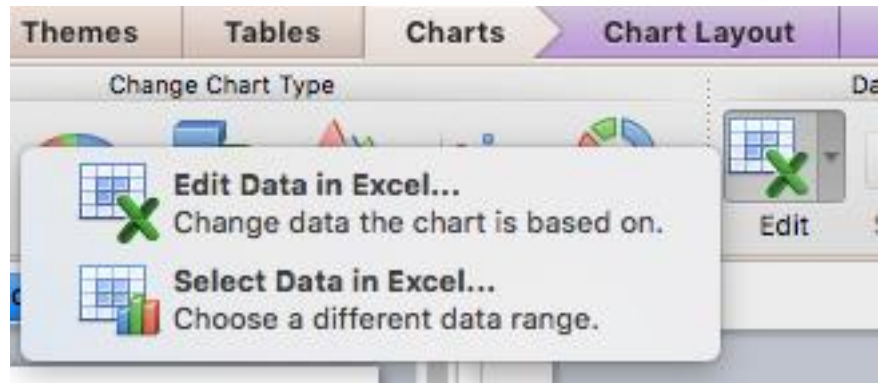 Themes
Tables
Charts
Chart Layout
Change Chart Type
Edit Data in Excel...
Change data the chart is based on.
Select Data in Excel...
Choose a different data range.
Edit